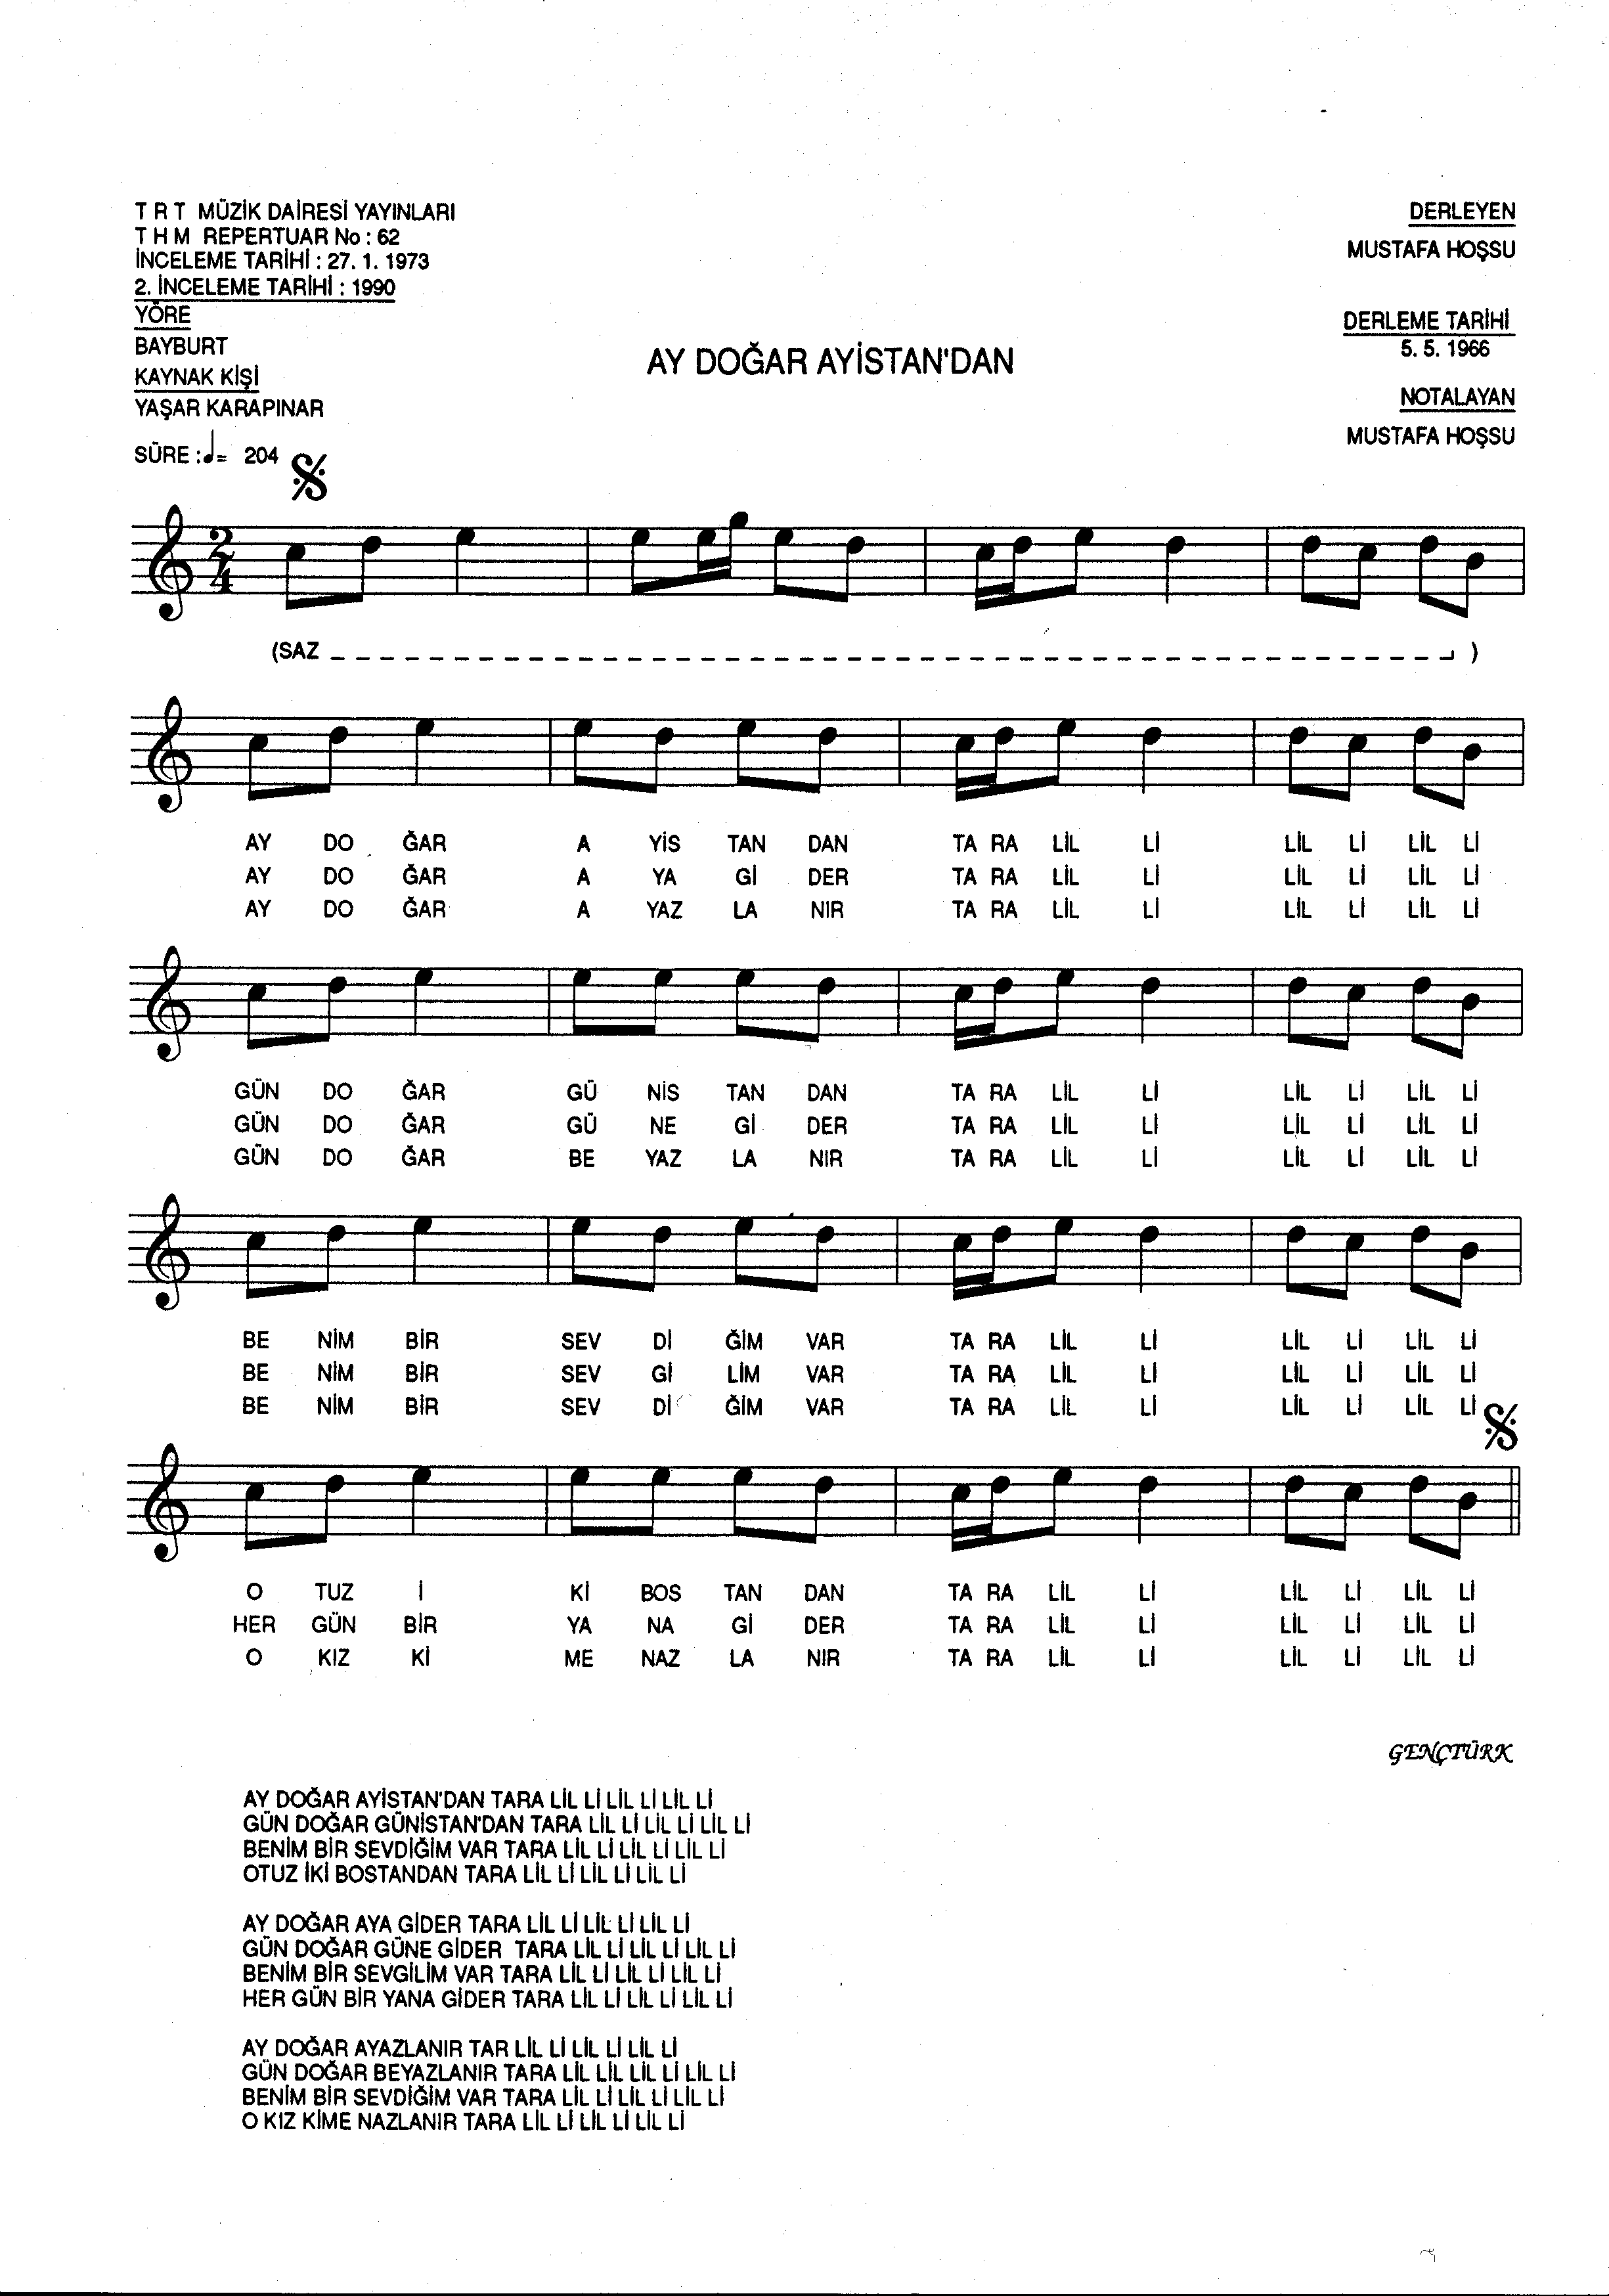 T R T MÜZİK DAİRESİ YAYINLARI
T H M REPERTUAR No : 62
İNCELEME TARİHİ : 27. 1. 1973
2. İNCELEME TARİHİ : 1990
YÖRE
BAYBURT
KAYNAK KİŞİ
YAŞAR KARAPINAR
SÜRE : ♩= 204
AY DOĞAR AYİSTAN'DAN
DERLEYEN
MUSTAFA HOŞSU
DERLEME TARİHİ
5. 5. 1966
NOTALAYAN
MUSTAFA HOŞSU
2
4
(SAZ _ _ _ _ _ _ _ _ _ _ _ _ _ _ _ _ _ _ _ _ )
AY DO ĞAR A YİS TAN DAN TA RA LİL Lİ LİL Lİ LİL Lİ
AY DO ĞAR A YA Gİ DER TA RA LİL Lİ LİL Lİ LİL Lİ
AY DO ĞAR A YAZ LA NIR TA RA LİL Lİ LİL Lİ LİL Lİ
GÜN DO ĞAR GÜ NİS TAN DAN TA RA LİL Lİ LİL Lİ LİL Lİ
GÜN DO ĞAR GÜ NE Gİ DER TA RA LİL Lİ LİL Lİ LİL Lİ
GÜN DO ĞAR BE YAZ LA NIR TA RA LİL Lİ LİL Lİ LİL Lİ
BE NİM BİR SEV Dİ ĞİM VAR TA RA LİL Lİ LİL Lİ LİL Lİ
BE NİM BİR SEV Gİ LİM VAR TA RA LİL Lİ LİL Lİ LİL Lİ
BE NİM BİR SEV Dİ ĞİM VAR TA RA LİL Lİ LİL Lİ LİL Lİ
O TUZ İ Kİ BOS TAN DAN TA RA LİL Lİ LİL Lİ LİL Lİ
HER GÜN BİR YA NA Gİ DER TA RA LİL Lİ LİL Lİ LİL Lİ
O KIZ Kİ ME NAZ LA NIR TA RA LİL Lİ LİL Lİ LİL Lİ
GENÇTÜRK
AY DOĞAR AYİSTAN'DAN TARA LİL Lİ LİL Lİ LİL Lİ
GÜN DOĞAR GÜNİSTAN'DAN TARA LİL Lİ LİL Lİ LİL Lİ
BENİM BİR SEVDİĞİM VAR TARA LİL Lİ LİL Lİ LİL Lİ
OTUZ İKİ BOSTANDAN TARA LİL Lİ LİL Lİ LİL Lİ
AY DOĞAR AYA GİDER TARA LİL Lİ LİL Lİ LİL Lİ
GÜN DOĞAR GÜNE GİDER TARA LİL Lİ LİL Lİ LİL Lİ
BENİM BİR SEVGİLİM VAR TARA LİL Lİ LİL Lİ LİL Lİ
HER GÜN BİR YANA GİDER TARA LİL Lİ LİL Lİ LİL Lİ
AY DOĞAR AYAZLANIR TAR LİL Lİ LİL Lİ LİL Lİ
GÜN DOĞAR BEYAZLANIR TARA LİL LİL LİL Lİ LİL Lİ
BENİM BİR SEVDİĞİM VAR TARA LİL Lİ LİL Lİ LİL Lİ
O KIZ KİME NAZLANIR TARA LİL Lİ LİL Lİ LİL Lİ